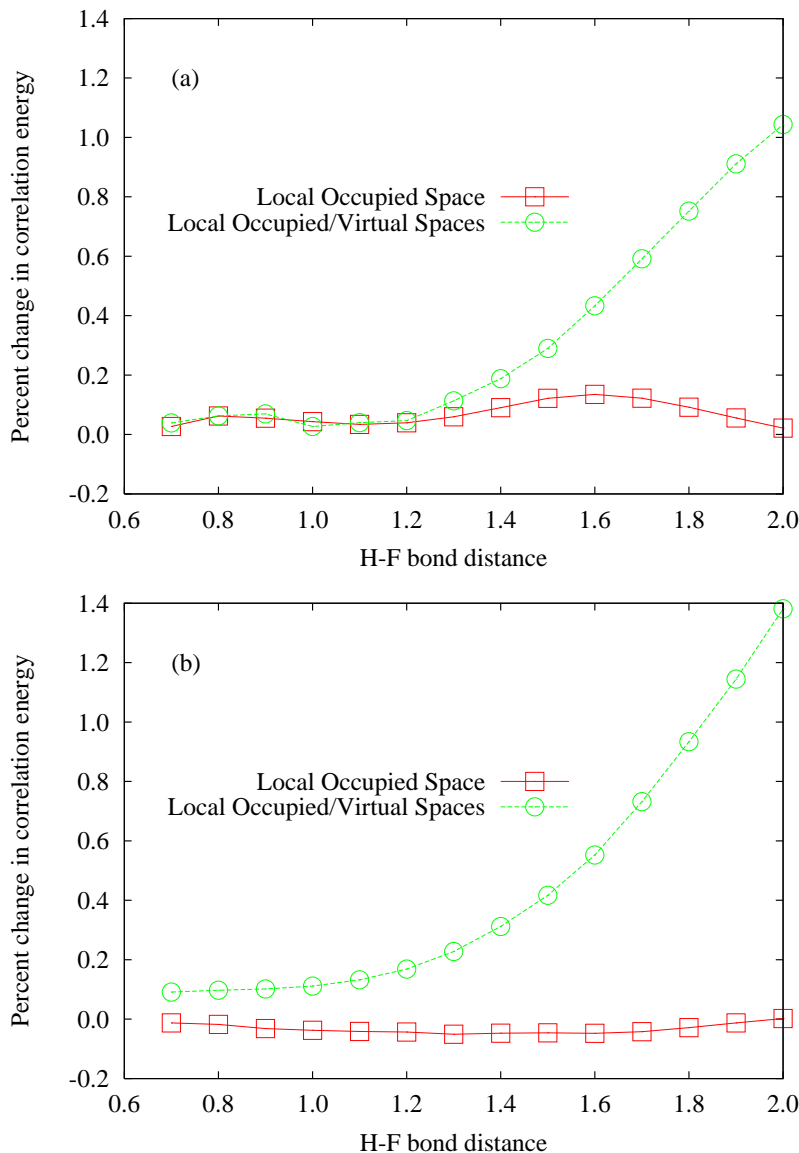 1.4
1.2
(a)
1.0
0.8
Local Occupied Space
Local Occupied/Virtual Spaces
0.6
0.4
0.2
0.0
-0.2
Percent change in correlation energy
0.6 0.8 1.0 1.2 1.4 1.6 1.8 2.0
H-F bond distance
1.4
1.2
(b)
1.0
0.8
Local Occupied Space
Local Occupied/Virtual Spaces
0.6
0.4
0.2
0.0
-0.2
Percent change in correlation energy
0.6 0.8 1.0 1.2 1.4 1.6 1.8 2.0
H-F bond distance